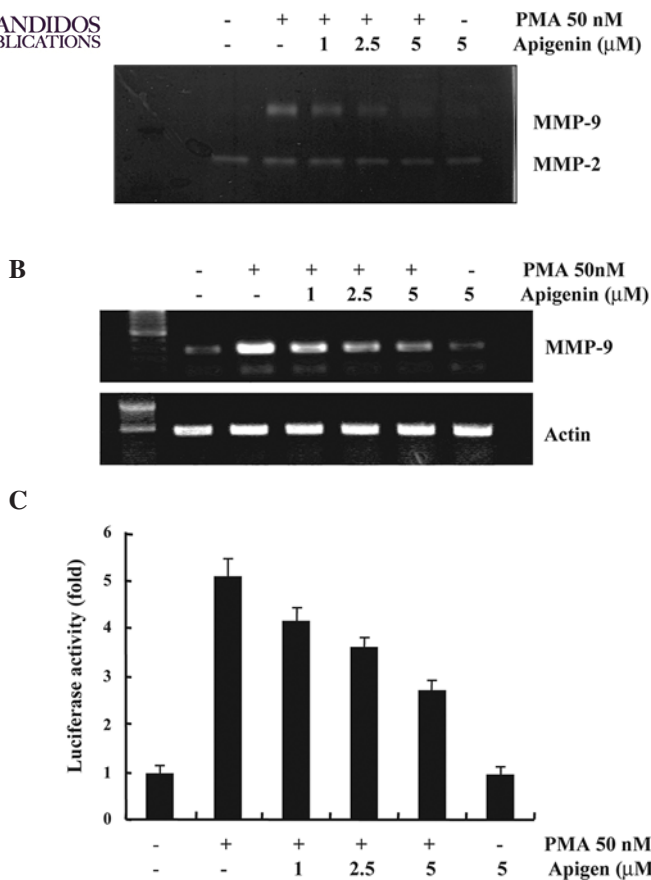 - + + + + - PMA 50 nM
ANDIDOS
BLICATIONS
- - 1 2.5 5 5 Apigenin (μM)
MMP-9
MMP-2
B
- + + + + - PMA 50nM
- - 1 2.5 5 5 Apigenin (μM)
MMP-9
Actin
C
Luciferase activity (fold)
6
5
4
3
2
1
0
- + + + + - PMA 50 nM
- - 1 2.5 5 5 Apigen (μM